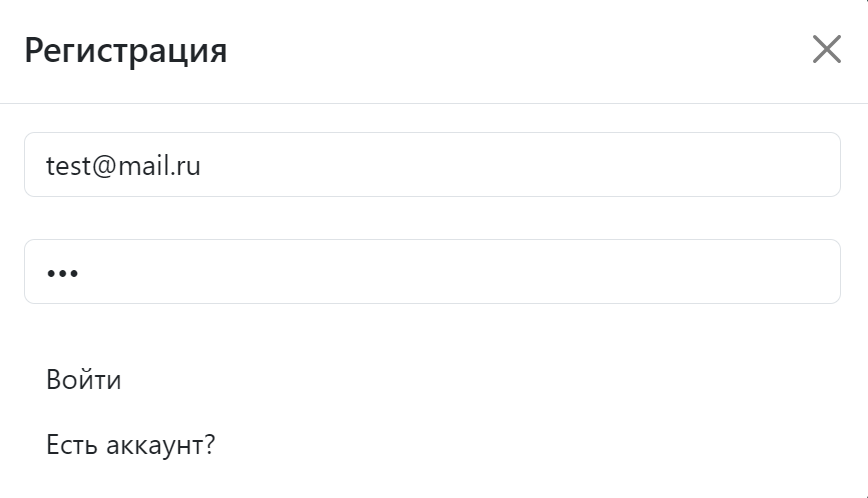 Регистрация
test@mail.ru
•••
Войти
Есть аккаунт?